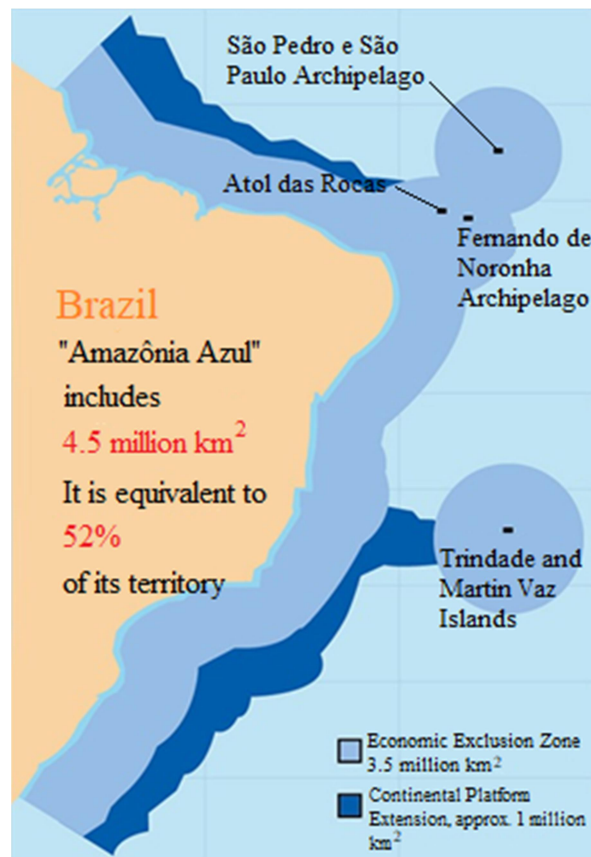 São Pedro e São
Paulo Archipelago
Atol das Rocas
Fernando de
Noronha
Archipelago
Brazil
"Amazônia Azul"
includes
4.5 million km²
It is equivalent to
52%
of its territory
Trindade and
Martin Vaz
Islands
Economic Exclusion Zone
3.5 million km²
Continental Platform
Extension, approx. 1 million
km²